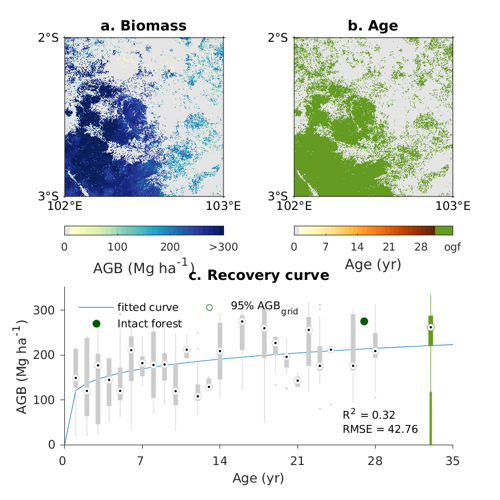 a. Biomass
b. Age
2°S
3°S
102°E
103°E
2°S
3°S
102°E
103°E
0
100
200
>300
AGB (Mg ha-1)
0
7
14
21
28
ogf
Age (yr)
c. Recovery curve
fitted curve
95% AGBgrid
Intact forest
AGB (Mg ha-1)
300
200
100
0
R2 = 0.32
RMSE = 42.76
0
7
14
21
28
35
Age (yr)